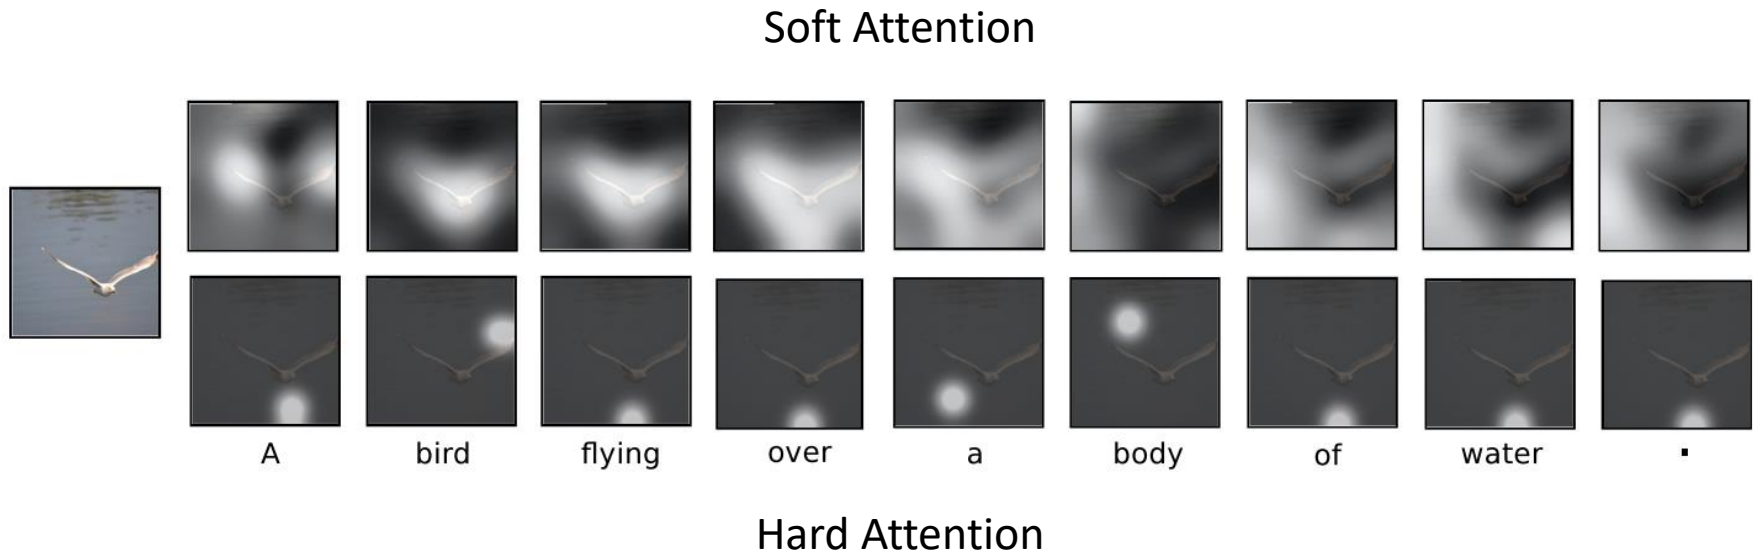 Soft Attention
A bird flying over a body of water .
Hard Attention